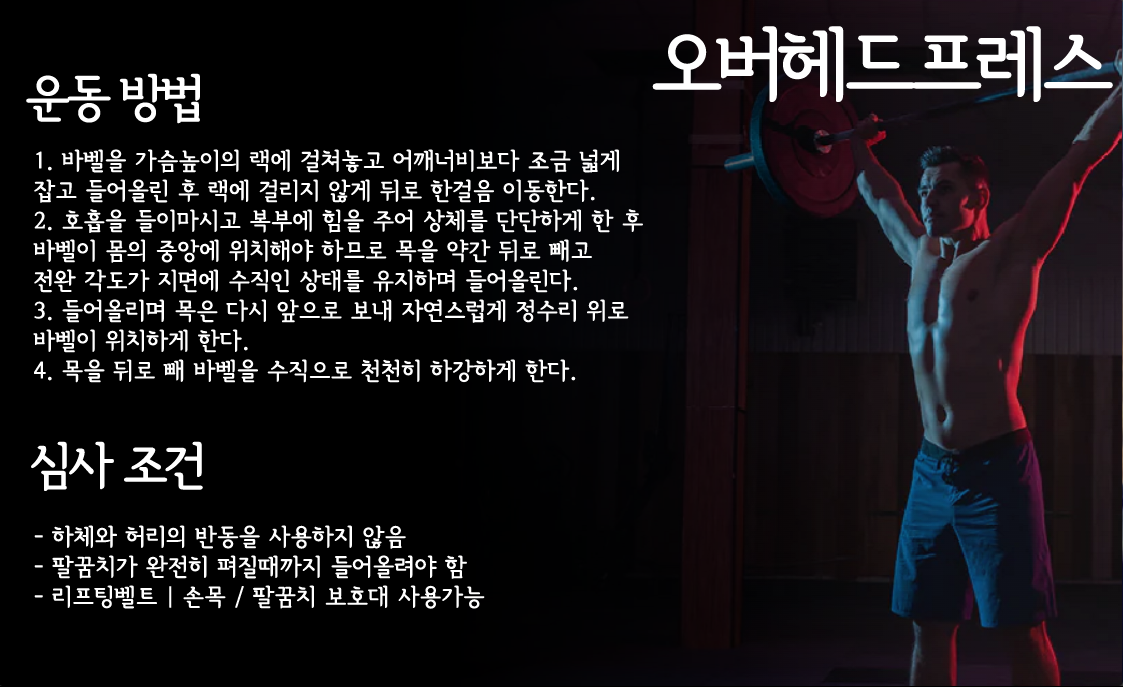 오버헤드프레스
운동 방법
1. 바벨을 가슴높이의 랙에 걸쳐놓고 어깨너비보다 조금 넓게
잡고 들어올린 후 랙에 걸리지 않게 뒤로 한걸음 이동한다.
2. 호흡을 들이마시고 복부에 힘을 주어 상체를 단단하게 한 후
바벨이 몸의 중앙에 위치해야 하므로 목을 약간 뒤로 빼고
전완 각도가 지면에 수직인 상태를 유지하며 들어올린다.
3. 들어올리며 목은 다시 앞으로 보내 자연스럽게 정수리 위로
바벨이 위치하게 한다.
4. 목을 뒤로 빼 바벨을 수직으로 천천히 하강하게 한다.
심사 조건
- 하체와 허리의 반동을 사용하지 않음
- 팔꿈치가 완전히 펴질때까지 들어올려야 함
- 리프팅벨트 | 손목 / 팔꿈치 보호대 사용가능